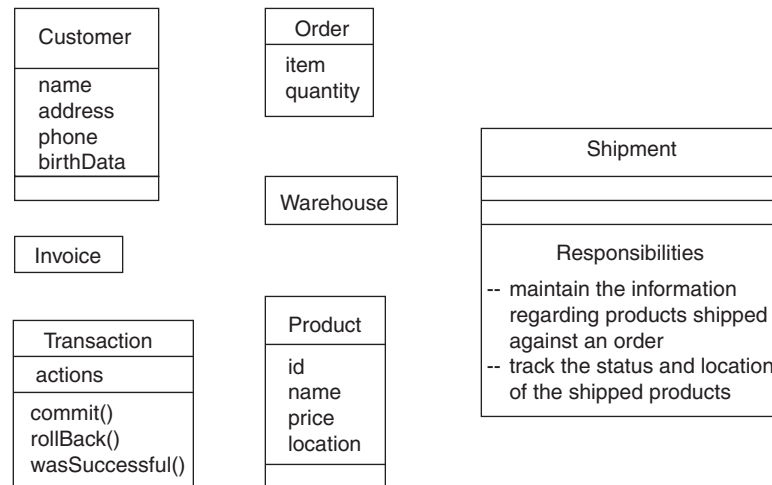 Customer
name
address
phone
birthData
Order
item
quantity
Warehouse
Invoice
Transaction
actions
commit()
rollBack()
wasSuccessful()
Product
id
name
price
location
Shipment
Responsibilities
-- maintain the information
regarding products shipped
against an order
-- track the status and location
of the shipped products